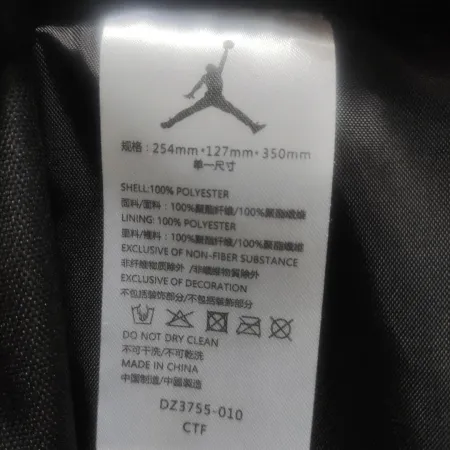 规格：254mm*127mm*350mm
单一尺寸
SHELL:100% POLYESTER
面料/面料：100%聚酯纤维/100%聚酯纖維
LINING: 100% POLYESTER
里料/裡料：100%聚酯纤维/100%聚酯纖維
EXCLUSIVE OF NON-FIBER SUBSTANCE
非纤维物质除外 /非纖維物質除外
EXCLUSIVE OF DECORATION
不包括装饰部分/不包括裝飾部分
DO NOT DRY CLEAN
不可干洗/不可乾洗
MADE IN CHINA
中国制造/中國製造
DZ3755-010
CTF